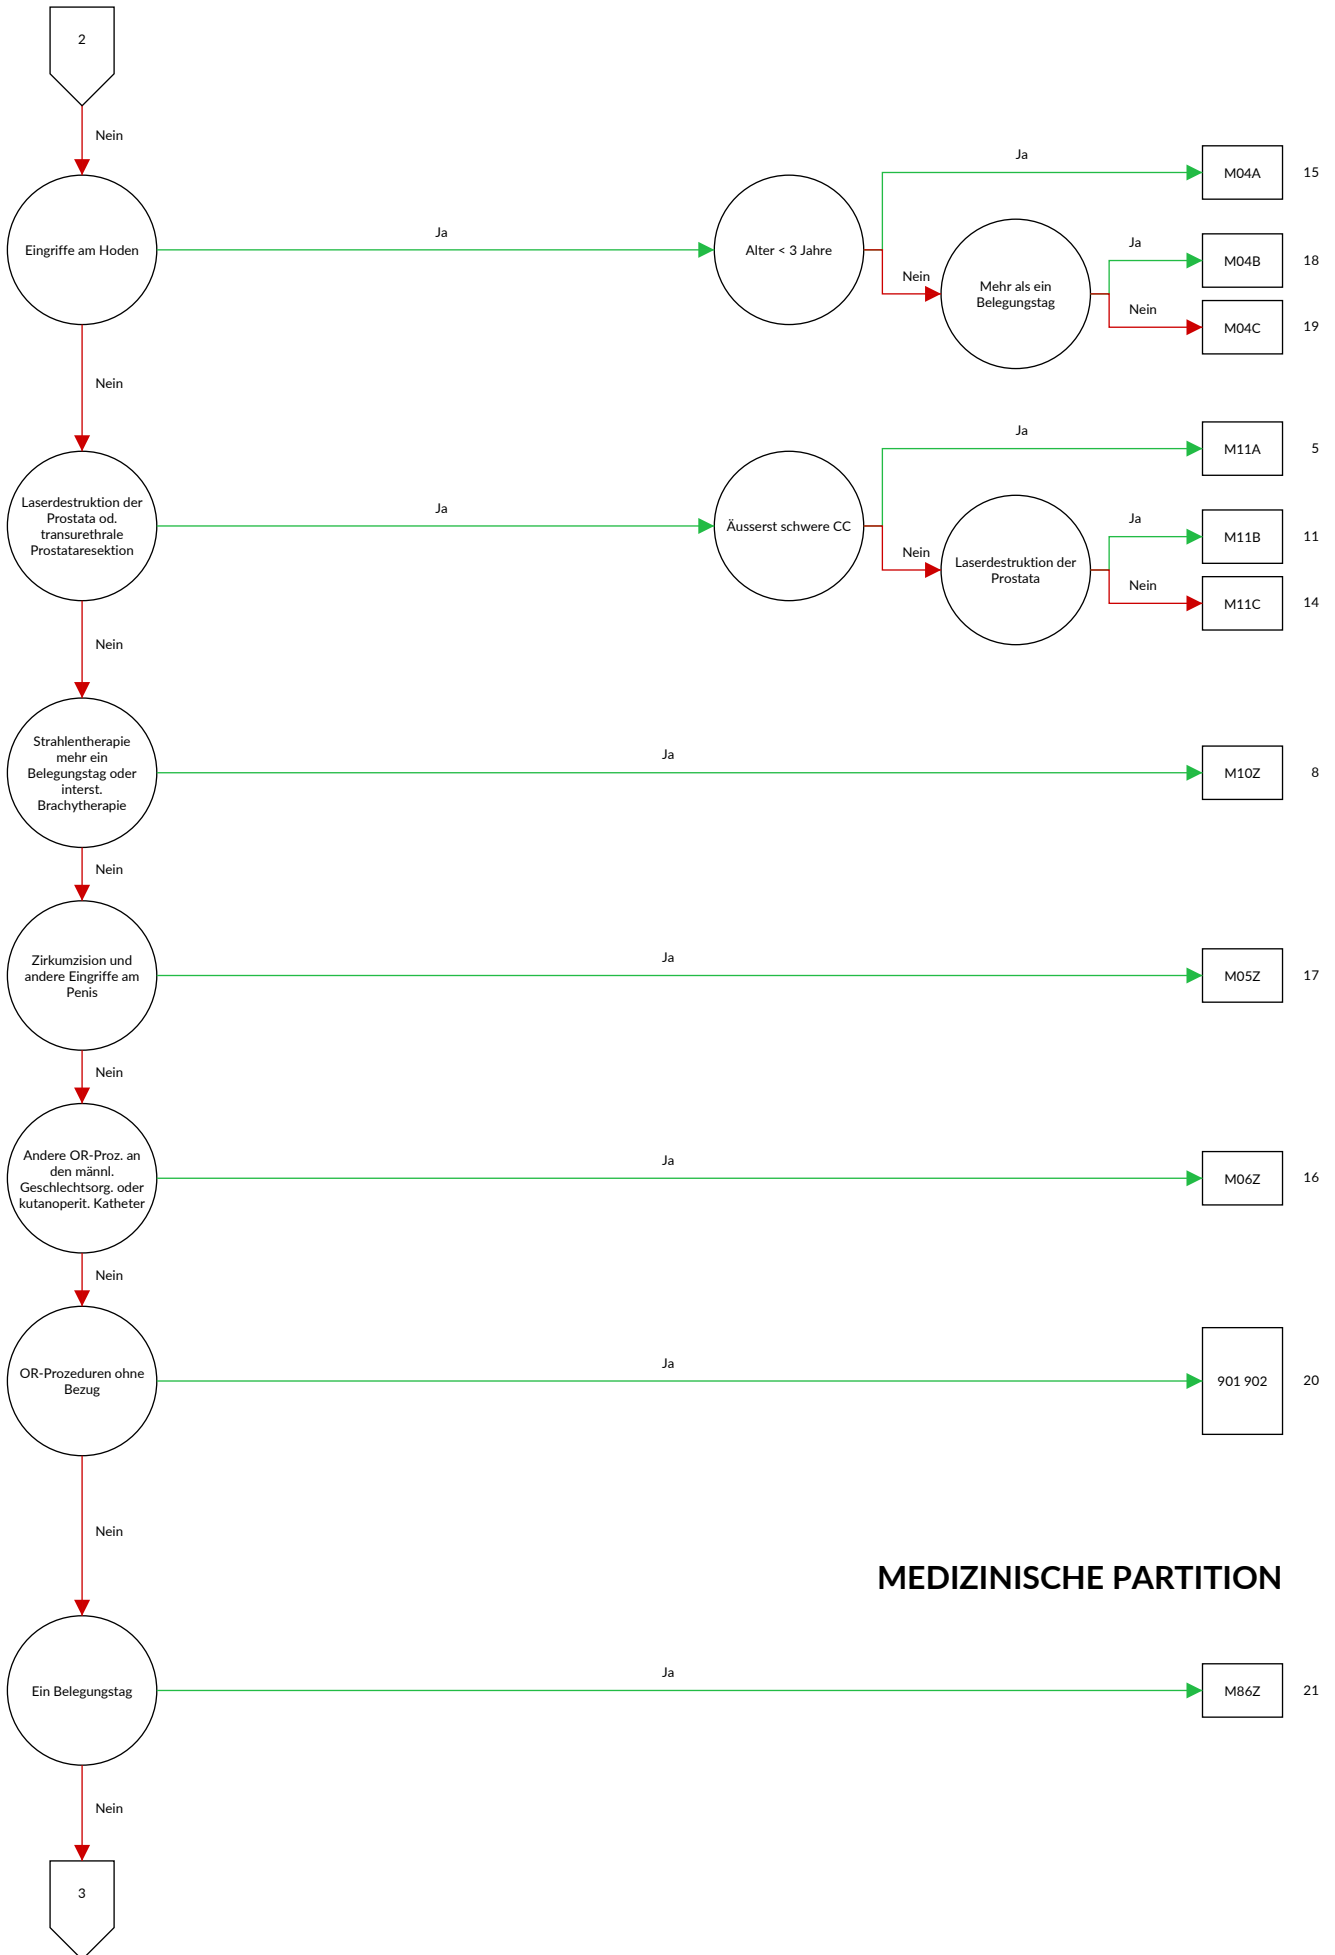 2
Nein
Eingriffe am Hoden
Ja
Alter < 3 Jahre
Ja
M04A
15
Nein
Mehr als ein
Belegungstag
Ja
M04B
18
Nein
M04C
19
Nein
Laserdestruktion der
Prostata od.
transurethrale
Prostataresektion
Ja
Äusserst schwere CC
Ja
M11A
5
Nein
Laserdestruktion der
Prostata
Ja
M11B
11
Nein
M11C
14
Nein
Strahlentherapie
mehr ein
Belegungstag oder
interst.
Brachytherapie
Ja
M10Z
8
Nein
Zirkumzision und
andere Eingriffe am
Penis
Ja
M05Z
17
Nein
Andere OR-Proz. an
den männl.
Geschlechtsorg. oder
kutanoperit. Katheter
Ja
M06Z
16
Nein
OR-Prozeduren ohne
Bezug
Ja
901 902
20
Nein
MEDIZINISCHE PARTITION
Ein Belegungstag
Ja
M86Z
21
Nein
3